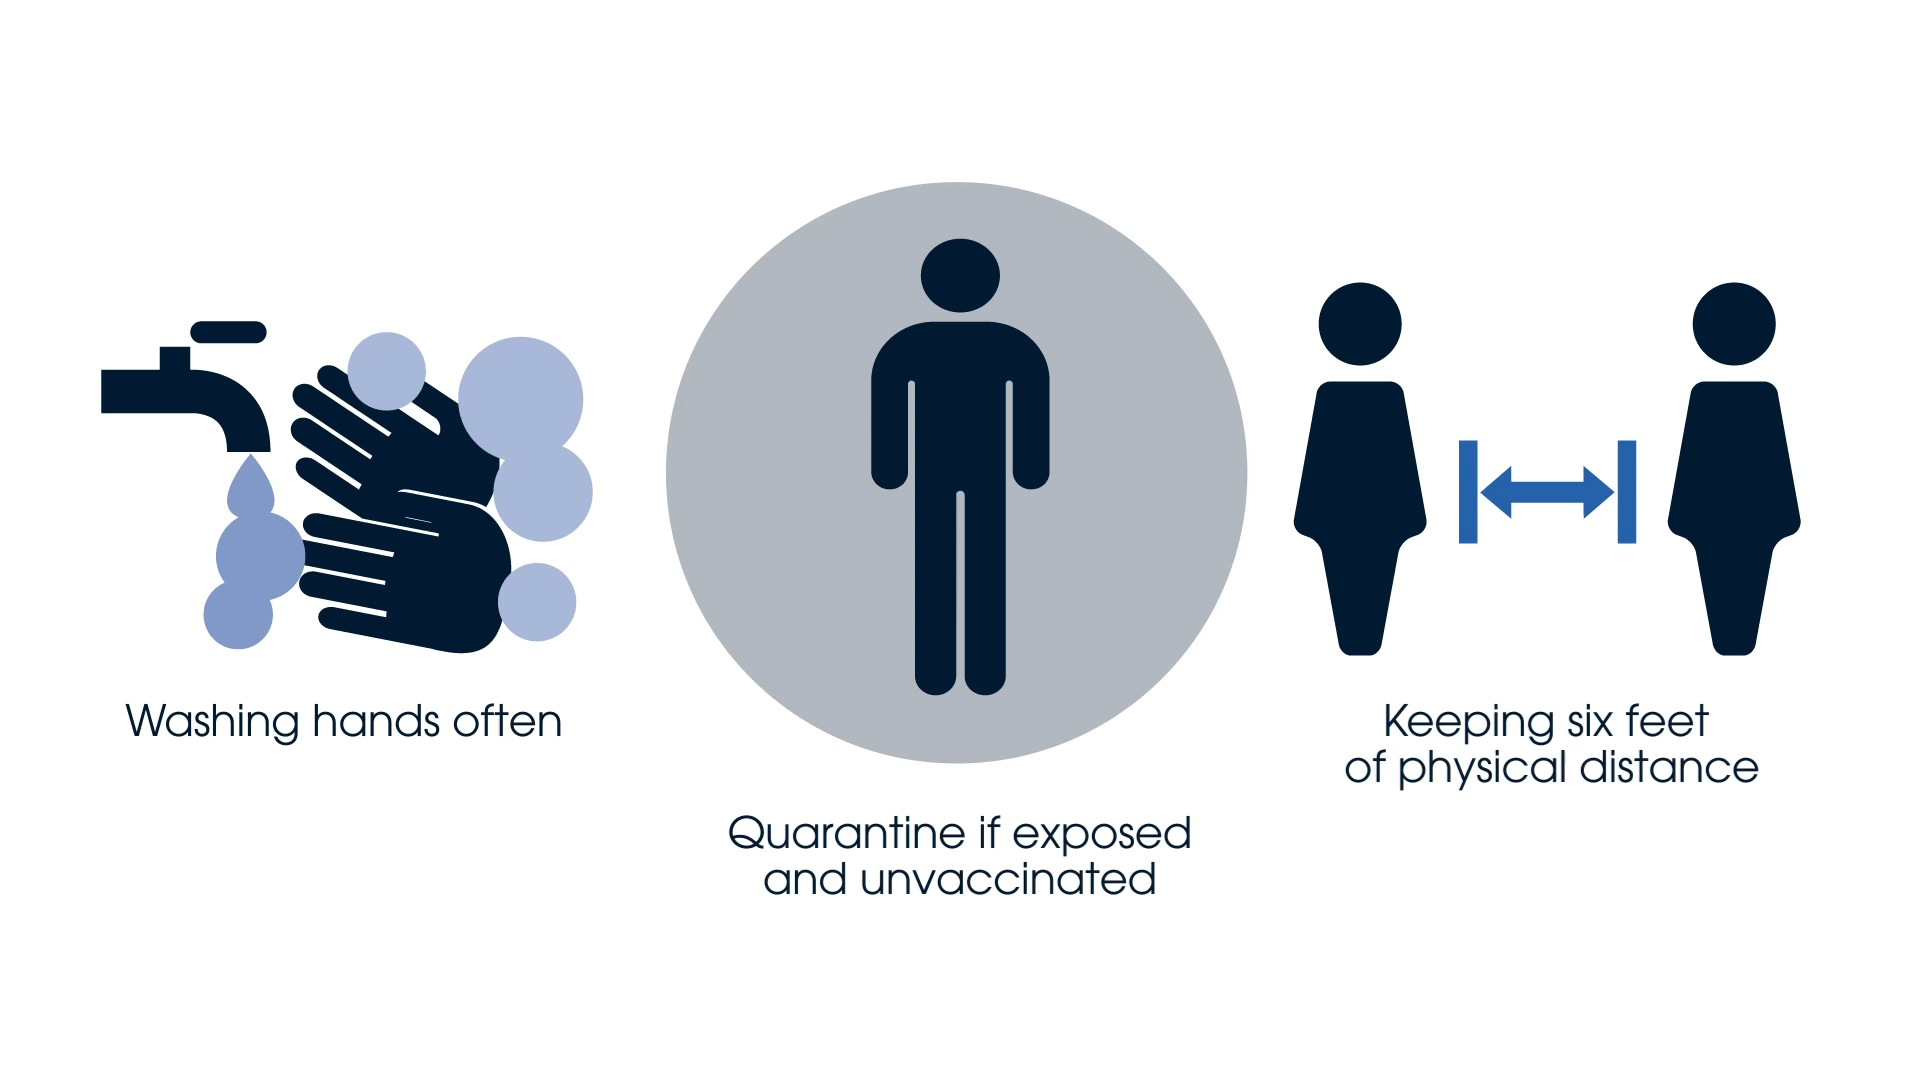 Washing hands often
Quarantine if exposed
and unvaccinated
Keeping six feet
of physical distance